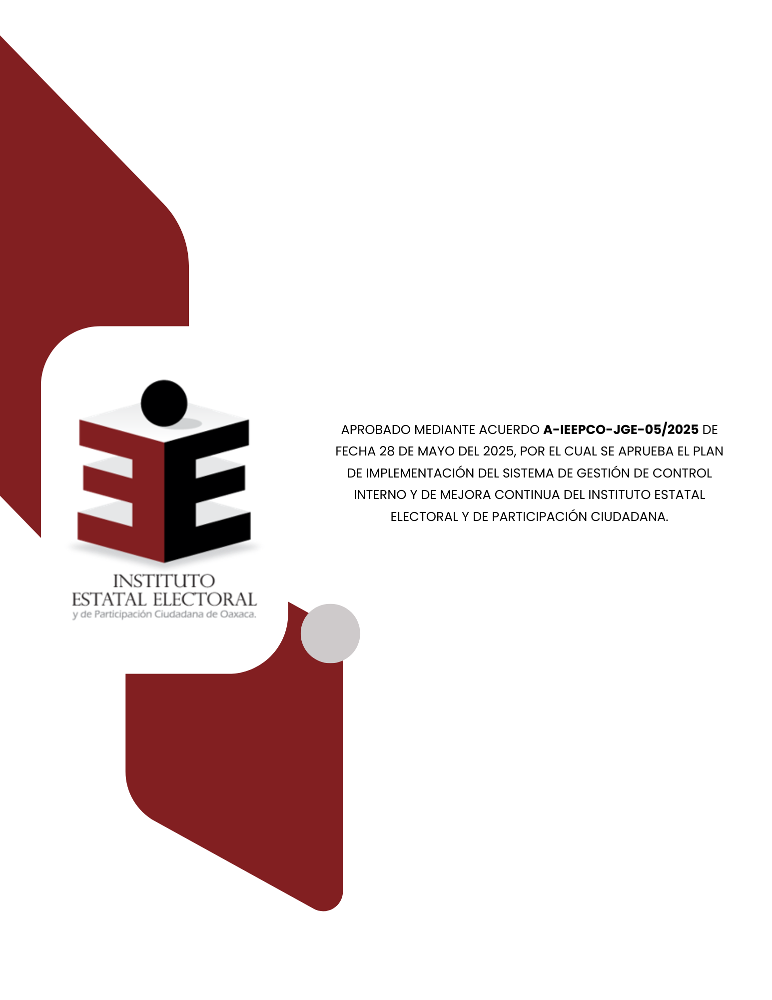 APROBADO MEDIANTE ACUERDO A-IEEPCO-JGE-05/2025 DE
FECHA 28 DE MAYO DEL 2025, POR EL CUAL SE APRUEBA EL PLAN
DE IMPLEMENTACIÓN DEL SISTEMA DE GESTIÓN DE CONTROL
INTERNO Y DE MEJORA CONTINUA DEL INSTITUTO ESTATAL
ELECTORAL Y DE PARTICIPACIÓN CIUDADANA.
INSTITUTO
ESTATAL ELECTORAL
y de Participación Ciudadana de Oaxaca.